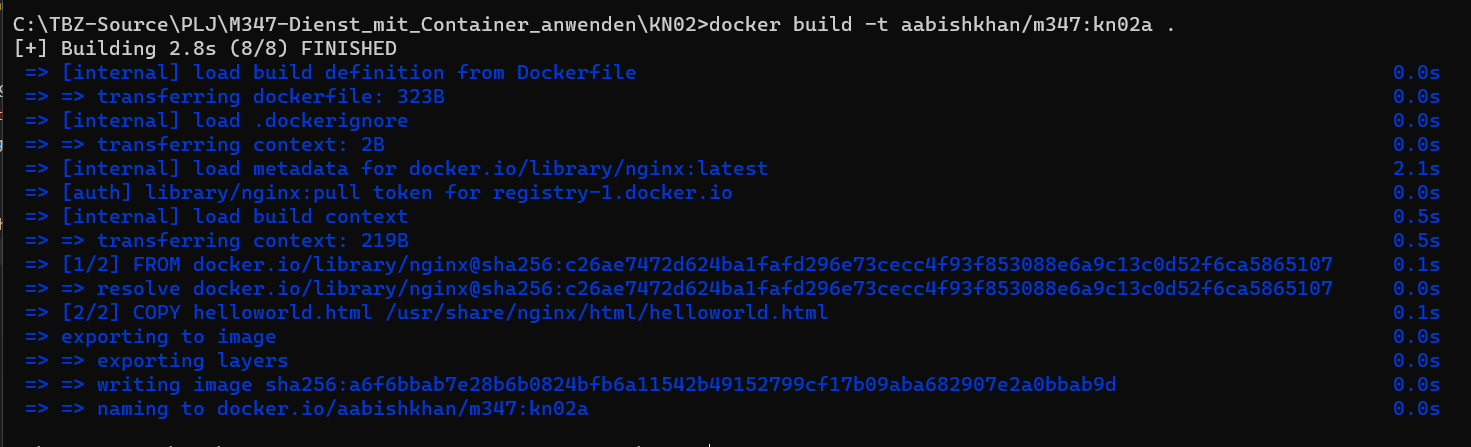 C:\TBZ-Source\PLJ\M347-Dienst_mit_Container_anwenden\KN02>docker build -t aabishkhan/m347:kn02a .
[+] Building 2.8s (8/8) FINISHED
=> [internal] load build definition from Dockerfile 0.0s
=> => transferring dockerfile: 323B 0.0s
=> [internal] load .dockerignore 0.0s
=> => transferring context: 2B 0.0s
=> [internal] load metadata for docker.io/library/nginx:latest 2.1s
=> [auth] library/nginx:pull token for registry-1.docker.io 0.0s
=> [internal] load build context 0.5s
=> => transferring context: 219B 0.5s
=> [1/2] FROM docker.io/library/nginx@sha256:c26ae7472d624ba1fafd296e73cecc4f93f853088e6a9c13c0d52f6ca5865107 0.1s
=> => resolve docker.io/library/nginx@sha256:c26ae7472d624ba1fafd296e73cecc4f93f853088e6a9c13c0d52f6ca5865107 0.0s
=> [2/2] COPY helloworld.html /usr/share/nginx/html/helloworld.html 0.1s
=> exporting to image 0.0s
=> => exporting layers 0.0s
=> => writing image sha256:a6f6bbab7e28b6b0824bfb6a11542b49152799cf17b09aba682907e2a0bbab9d 0.0s
=> => naming to docker.io/aabishkhan/m347:kn02a 0.0s